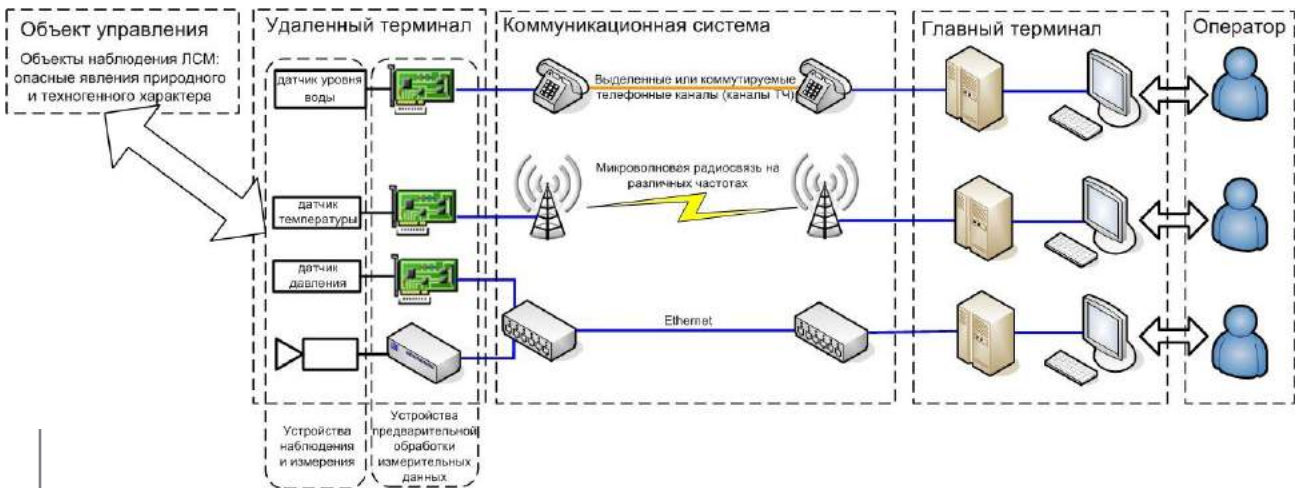 Объект управления
Объекты наблюдения ЛСМ:
опасные явления природного
и техногенного характера
Удаленный терминал
датчик уровня
воды
датчик
температуры
датчик
давления
Устройства
наблюдения
и измерения
Устройства
предварительной
обработки
измерительных
данных
Коммуникационная система
Выделенные или коммутируемые
телефонные каналы (каналы ТЧ)
Микроволновая радиосвязь на
различных частотах
Ethernet
Главный терминал
Оператор